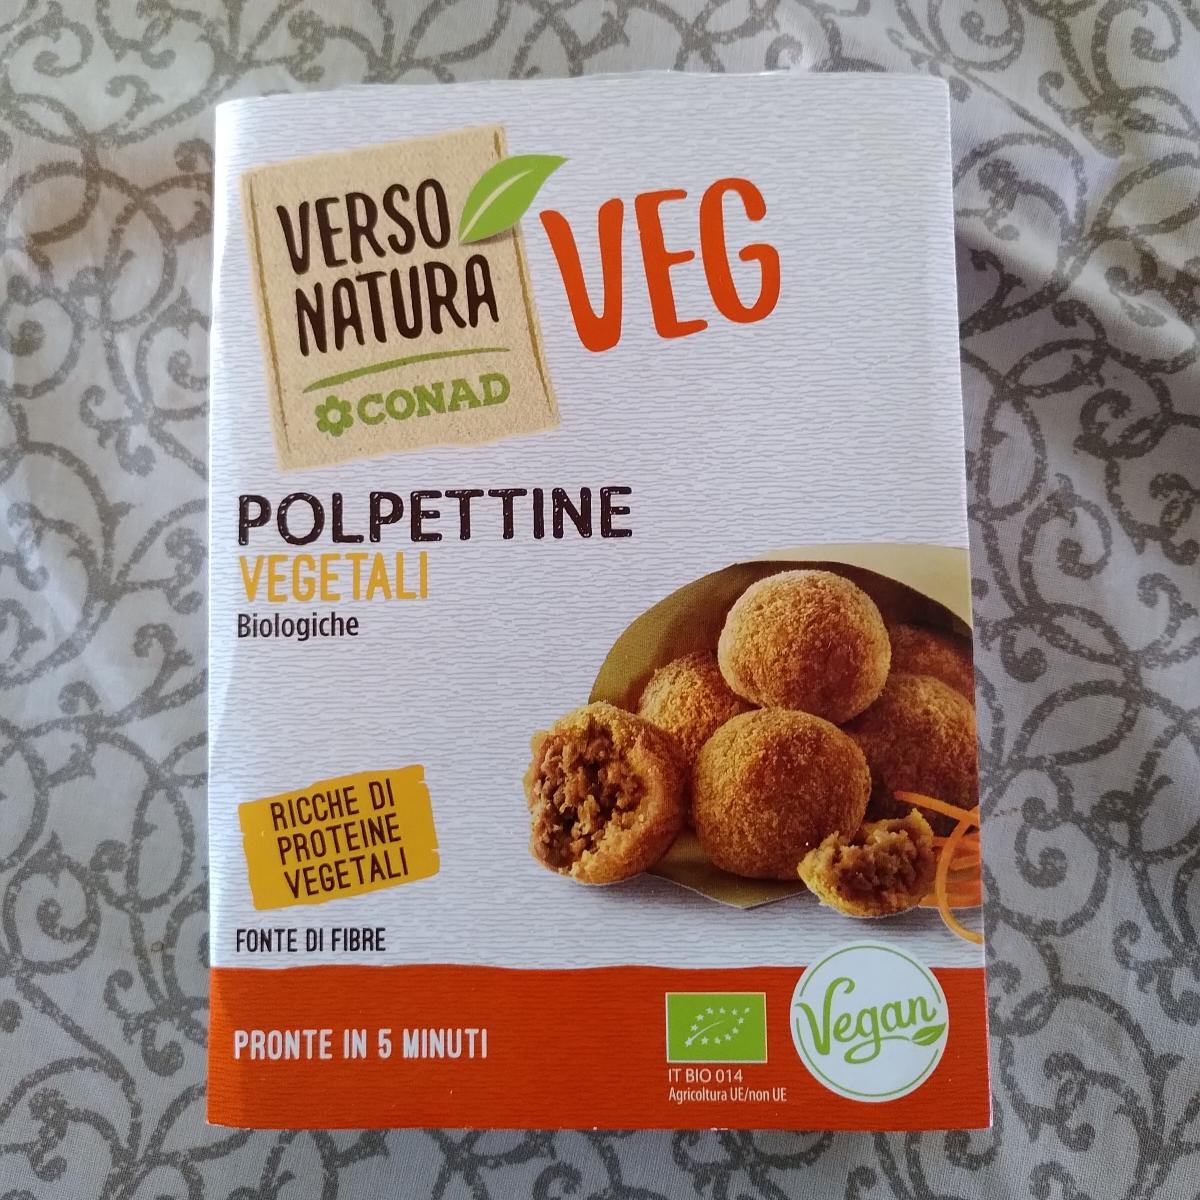 VERSO
NATURA
CONAD
VEG
POLPETTINE
VEGETALI
Biologiche
RICCHE DI
PROTEINE
VEGETALI
FONTE DI FIBRE
PRONTE IN 5 MINUTI
IT BIO 014
Agricoltura UE/non UE
Vegan